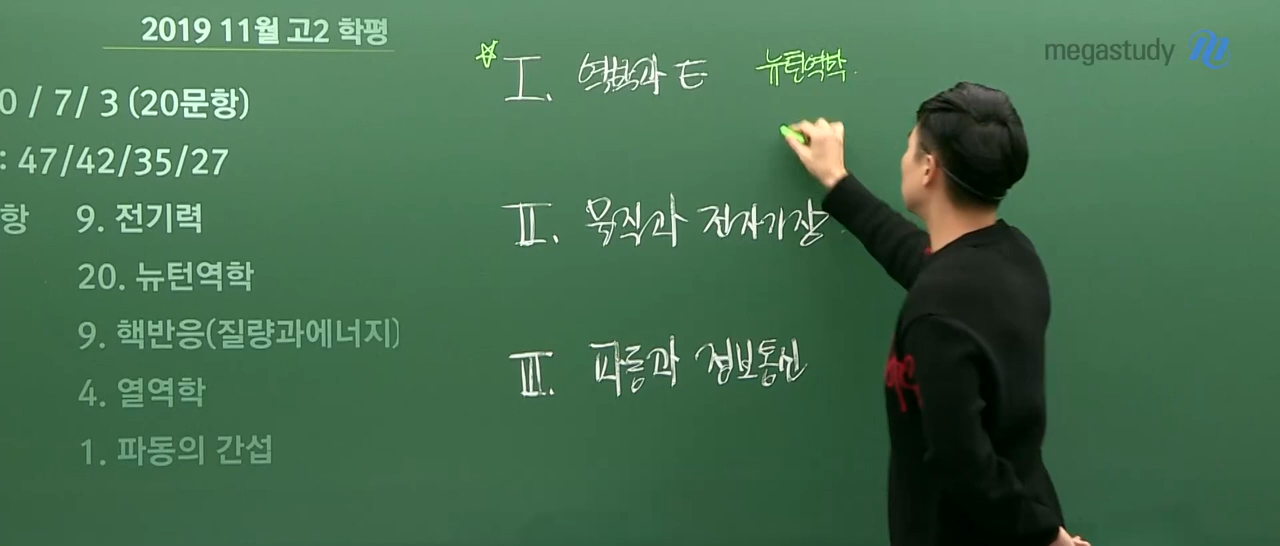 2019 11월 고2 학평
0 / 7/ 3 (20문항)
: 47/42/35/27
항 9. 전기력
20. 뉴턴역학
9. 핵반응(질량과에너지)
4. 열역학
1. 파동의 간섭
☆ I. 역학과 E 뉴턴역학.
II. 물질과 전자기장
III. 파동과 정보통신
megastudy